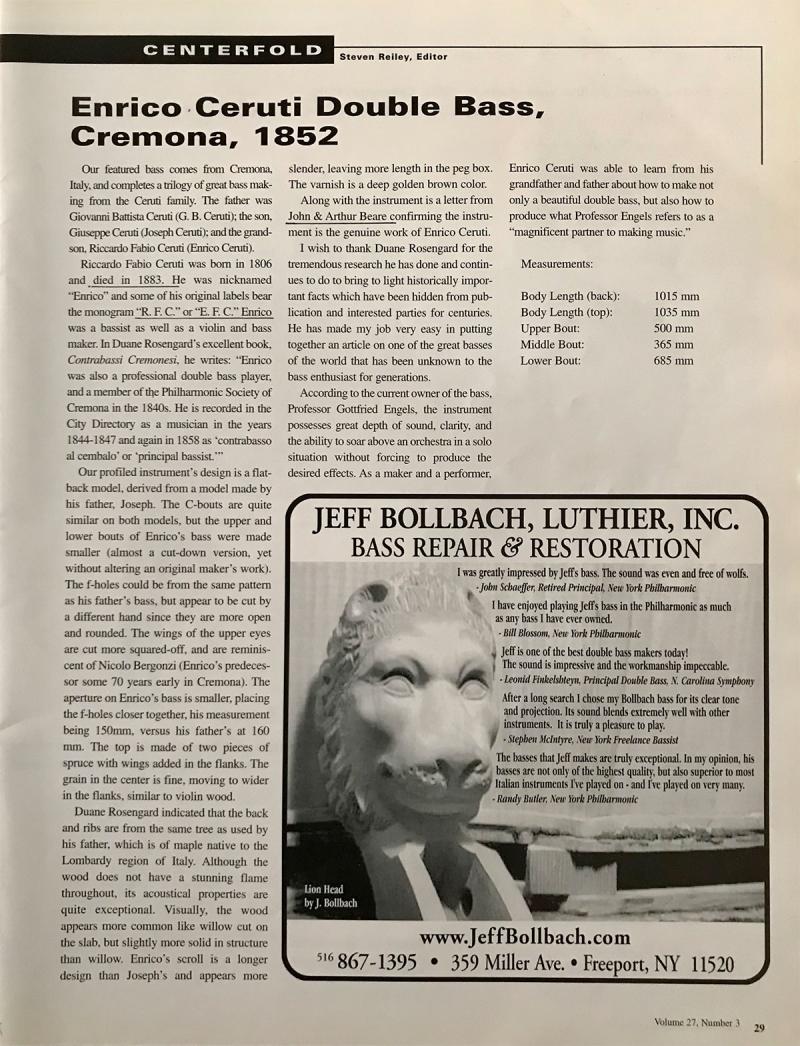 CENTERFOLD
Steven Reiley, Editor
Enrico Ceruti Double Bass,
Cremona, 1852
Our featured bass comes from Cremona,
Italy, and completes a trilogy of great bass mak-
ing from the Ceruti family. The father was
Giovanni Battista Ceruti (G. B. Ceruti); the son,
Giuseppe Ceruti (Joseph Ceruti); and the grand-
son, Riccardo Fabio Ceruti (Enrico Ceruti).
Riccardo Fabio Ceruti was born in 1806
and died in 1883. He was nicknamed
“Enrico” and some of his original labels bear
the monogram “R. F. C.” or “E. F. C.” Enrico
was a bassist as well as a violin and bass
maker. In Duane Rosengard’s excellent book,
Contrabassi Cremonesi, he writes: “Enrico
was also a professional double bass player,
and a member of the Philharmonic Society of
Cremona in the 1840s. He is recorded in the
City Directory as a musician in the years
1844-1847 and again in 1858 as ‘contrabasso
al cembalo’ or ‘principal bassist.’”
Our profiled instrument’s design is a flat-
back model, derived from a model made by
his father, Joseph. The C-bouts are quite
similar on both models, but the upper and
lower bouts of Enrico’s bass were made
smaller (almost a cut-down version, yet
without altering an original maker’s work).
The f-holes could be from the same pattern
as his father’s bass, but appear to be cut by
a different hand since they are more open
and rounded. The wings of the upper eyes
are cut more squared-off, and are reminis-
cent of Nicolo Bergonzi (Enrico’s predeces-
sor some 70 years early in Cremona). The
aperture on Enrico’s bass is smaller, placing
the f-holes closer together, his measurement
being 150mm, versus his father’s at 160
mm. The top is made of two pieces of
spruce with wings added in the flanks. The
grain in the center is fine, moving to wider
in the flanks, similar to violin wood.
Duane Rosengard indicated that the back
and ribs are from the same tree as used by
his father, which is of maple native to the
Lombardy region of Italy. Although the
wood does not have a stunning flame
throughout, its acoustical properties are
quite exceptional. Visually, the wood
appears more common like willow cut on
the slab, but slightly more solid in structure
than willow. Enrico’s scroll is a longer
design than Joseph’s and appears more
slender, leaving more length in the peg box.
The varnish is a deep golden brown color.
Along with the instrument is a letter from
John & Arthur Beare confirming the instru-
ment is the genuine work of Enrico Ceruti.
I wish to thank Duane Rosengard for the
tremendous research he has done and contin-
ues to do to bring to light historically impor-
tant facts which have been hidden from pub-
lication and interested parties for centuries.
He has made my job very easy in putting
together an article on one of the great basses
of the world that has been unknown to the
bass enthusiast for generations.
According to the current owner of the bass,
Professor Gottfried Engels, the instrument
possesses great depth of sound, clarity, and
the ability to soar above an orchestra in a solo
situation without forcing to produce the
desired effects. As a maker and a performer,
Enrico Ceruti was able to learn from his
grandfather and father about how to make not
only a beautiful double bass, but also how to
produce what Professor Engels refers to as a
“magnificent partner to making music.”
Measurements:
Body Length (back): 1015 mm
Body Length (top): 1035 mm
Upper Bout: 500 mm
Middle Bout: 365 mm
Lower Bout: 685 mm
JEFF BOLLBACH, LUTHIER, INC.
BASS REPAIR & RESTORATION
I was greatly impressed by Jeff’s bass. The sound was even and free of wolfs.
- John Schaeffer, Retired Principal, New York Philharmonic
I have enjoyed playing Jeff’s bass in the Philharmonic as much
as any bass I have ever owned.
- Bill Blossom, New York Philharmonic
Jeff is one of the best double bass makers today!
The sound is impressive and the workmanship impeccable.
- Leonid Finkelshteyn, Principal Double Bass, N. Carolina Symphony
After a long search I chose my Bollbach bass for its clear tone
and projection. Its sound blends extremely well with other
instruments. It is truly a pleasure to play.
- Stephen McIntyre, New York Freelance Bassist
The basses that Jeff makes are truly exceptional. In my opinion, his
basses are not only of the highest quality, but also superior to most
Italian instruments I’ve played on - and I’ve played on very many.
- Randy Butler, New York Philharmonic
Lion Head
by J. Bollbach
www.JeffBollbach.com
516 867-1395 • 359 Miller Ave. • Freeport, NY 11520
Volume 27, Number 3 29